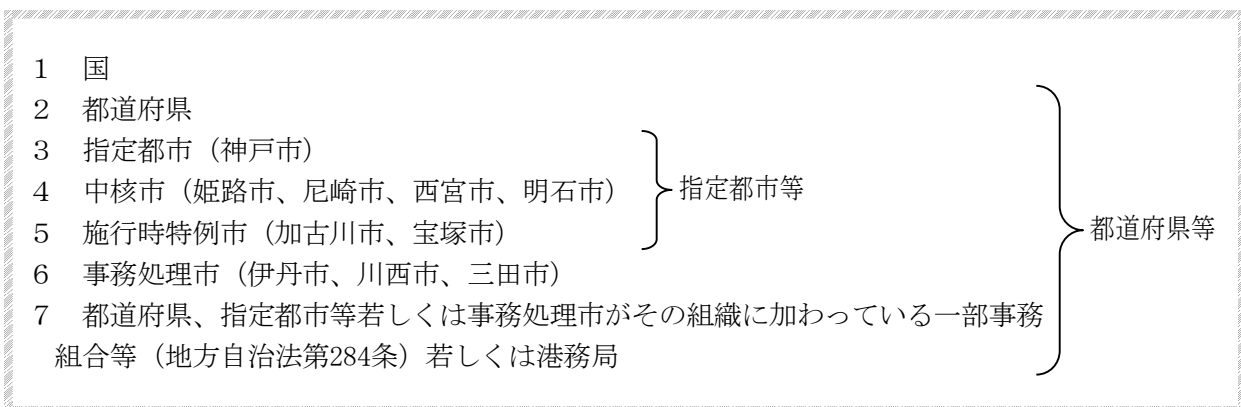 １　国
２　都道府県
３　指定都市（神戸市）
４　中核市（姫路市、尼崎市、西宮市、明石市）
指定都市等
５　施行時特例市（加古川市、宝塚市）
都道府県等
６　事務処理市（伊丹市、川西市、三田市）
７　都道府県、指定都市等若しくは事務処理市がその組織に加わっている一部事務
組合等（地方自治法第284条）若しくは港務局